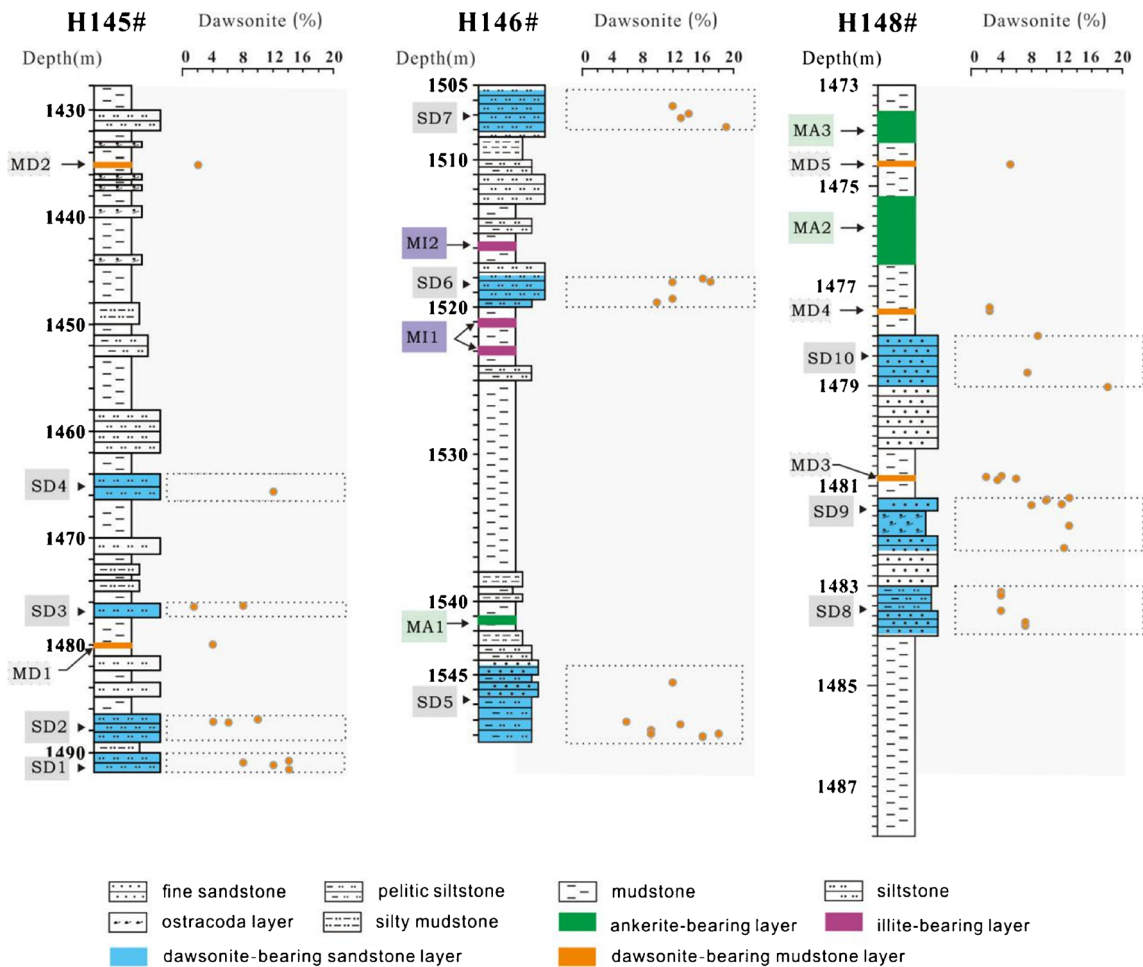 H145#
Dawsonite (%)
Depth(m)
0 4 8 12 16 20
1430
MD2
1440
1450
1460
SD4
1470
SD3
1480
MD1
SD2
1490
SD1
H146#
Dawsonite (%)
Depth(m)
0 4 8 12 16 20
1505
SD7
1510
MI2
SD6
1520
MI1
1530
1540
MA1
1545
SD5
H148#
Dawsonite (%)
Depth(m)
0 4 8 12 16 20
1473
MA3
MD5
1475
MA2
1477
MD4
SD10
1479
MD3
1481
SD9
1483
SD8
1485
1487
fine sandstone pelitic siltstone mudstone siltstone
ostracoda layer silty mudstone ankerite-bearing layer illite-bearing layer
dawsonite-bearing sandstone layer dawsonite-bearing mudstone layer